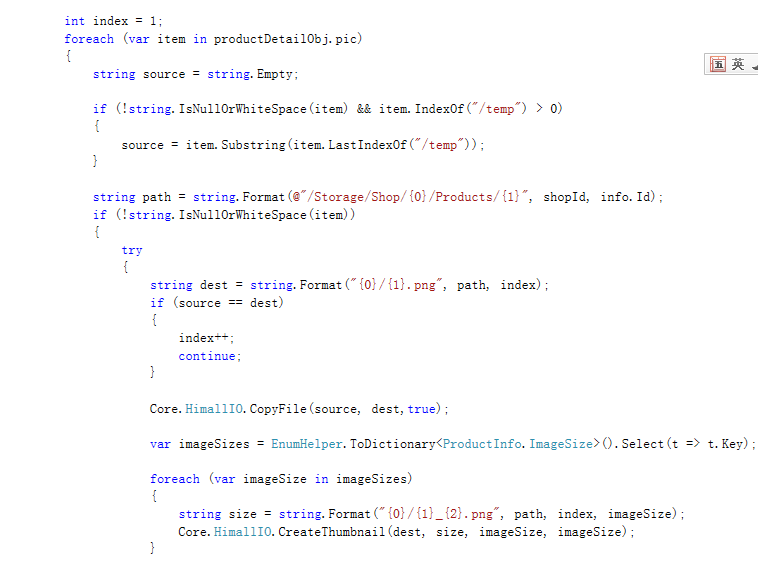 int index = 1;
foreach (var item in productDetailObj.pic)
{
    string source = string.Empty;

    if (!string.IsNullOrWhiteSpace(item) && item.IndexOf("/temp") > 0)
    {
        source = item.Substring(item.LastIndexOf("/temp"));
    }

    string path = string.Format(@"/Storage/Shop/{0}/Products/{1}", shopId, info.Id);
    if (!string.IsNullOrWhiteSpace(item))
    {
        try
        {
            string dest = string.Format("{0}/{1}.png", path, index);
            if (source == dest)
            {
                index++;
                continue;
            }

            Core.HimallIO.CopyFile(source, dest,true);

            var imageSizes = EnumHelper.ToDictionary<ProductInfo.ImageSize>().Select(t => t.Key);

            foreach (var imageSize in imageSizes)
            {
                string size = string.Format("{0}/{1}_{2}.png", path, index, imageSize);
                Core.HimallIO.CreateThumbnail(dest, size, imageSize, imageSize);
            }
五 英